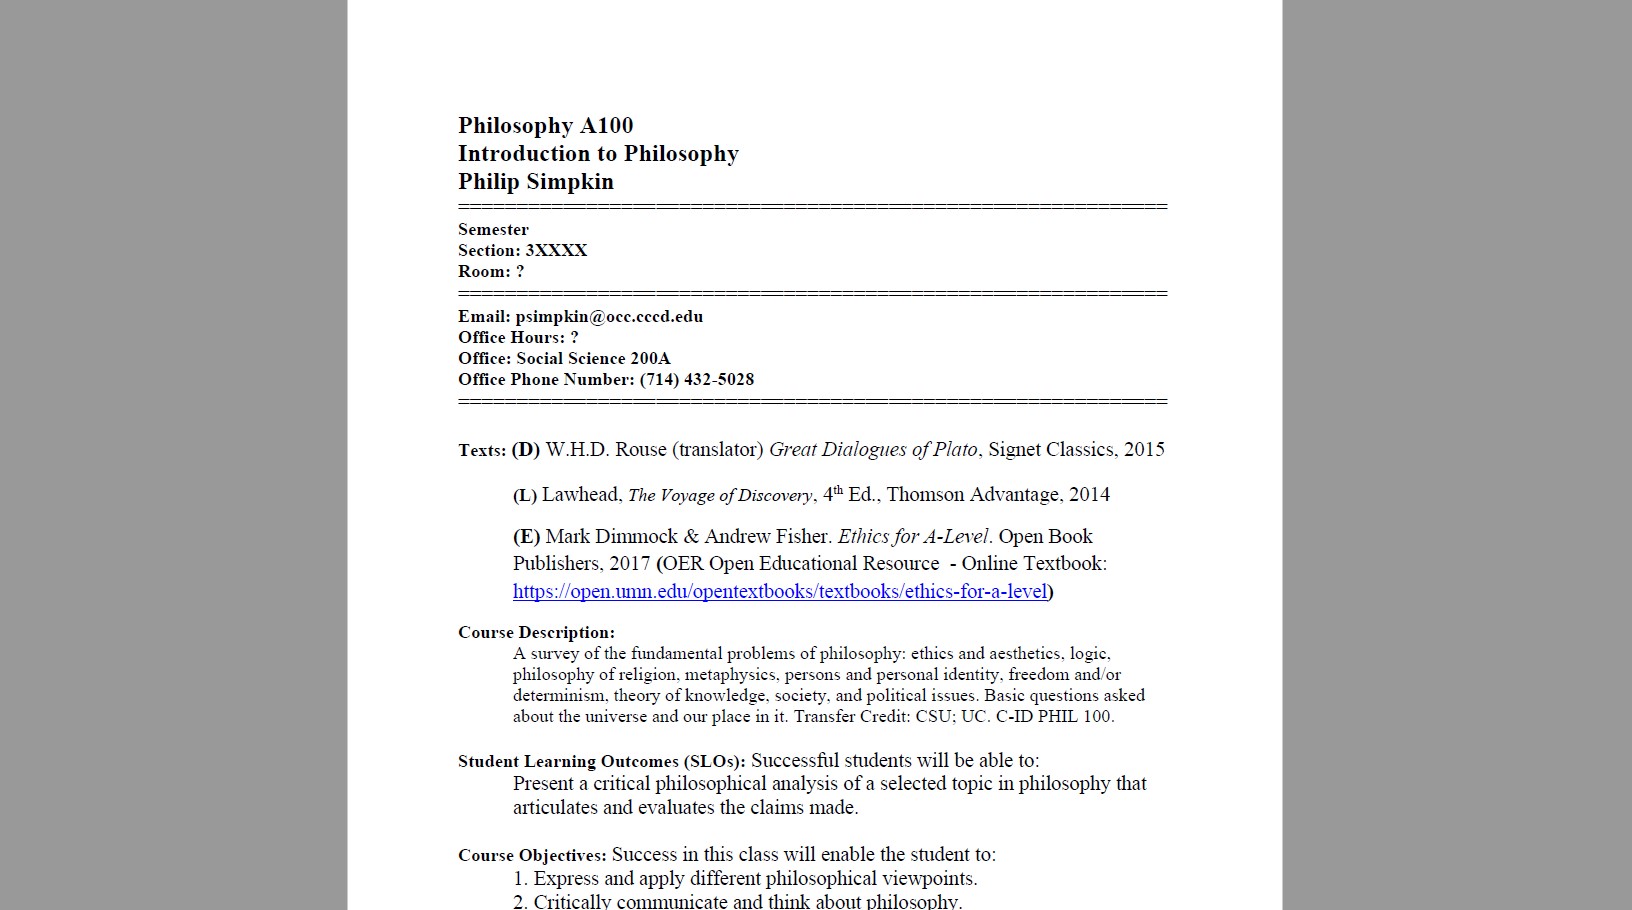 Philosophy A100
Introduction to Philosophy
Philip Simpkin
=============================================================
Semester
Section: 3XXXX
Room: ?
=============================================================
Email: psimpkin@occ.cccd.edu
Office Hours: ?
Office: Social Science 200A
Office Phone Number: (714) 432-5028
=============================================================
Texts: (D) W.H.D. Rouse (translator) Great Dialogues of Plato, Signet Classics, 2015
(L) Lawhead, The Voyage of Discovery, 4th Ed., Thomson Advantage, 2014
(E) Mark Dimmock & Andrew Fisher. Ethics for A-Level. Open Book
Publishers, 2017 (OER Open Educational Resource - Online Textbook:
https://open.umn.edu/opentextbooks/textbooks/ethics-for-a-level)
Course Description:
A survey of the fundamental problems of philosophy: ethics and aesthetics, logic,
philosophy of religion, metaphysics, persons and personal identity, freedom and/or
determinism, theory of knowledge, society, and political issues. Basic questions asked
about the universe and our place in it. Transfer Credit: CSU; UC. C-ID PHIL 100.
Student Learning Outcomes (SLOs): Successful students will be able to:
Present a critical philosophical analysis of a selected topic in philosophy that
articulates and evaluates the claims made.
Course Objectives: Success in this class will enable the student to:
1. Express and apply different philosophical viewpoints.
2. Critically communicate and think about philosophy.